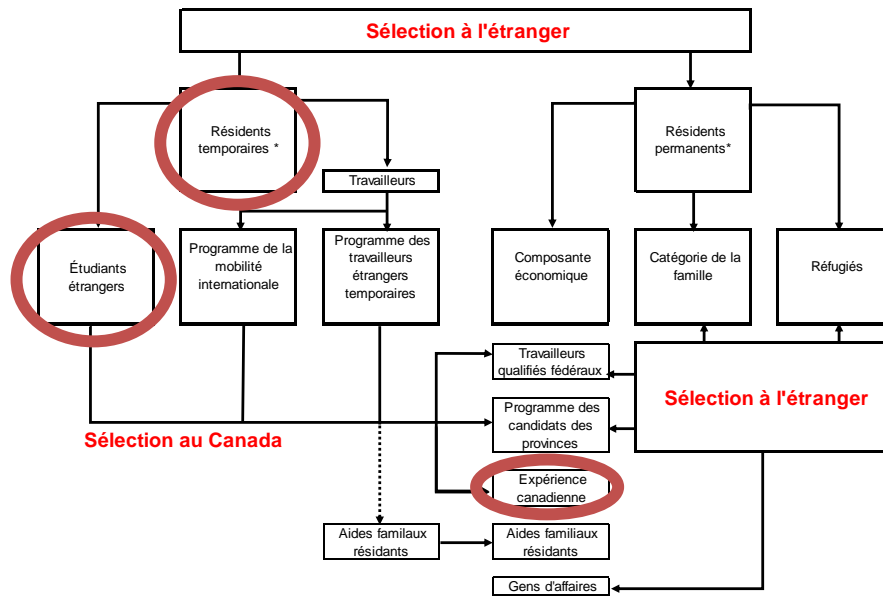 Sélection à l'étranger
Résidents
temporaires *
Résidents
permanents*
Travailleurs
Étudiants
étrangers
Programme de la
mobilité
internationale
Programme des
travailleurs
étrangers
temporaires
Composante
économique
Catégorie de la
famille
Réfugiés
Travailleurs
qualifiés fédéraux
Sélection à l'étranger
Programme des
candidats des
provinces
Sélection au Canada
Expérience
canadienne
Aides familaux
résidants
Aides familiaux
résidants
Gens d'affaires